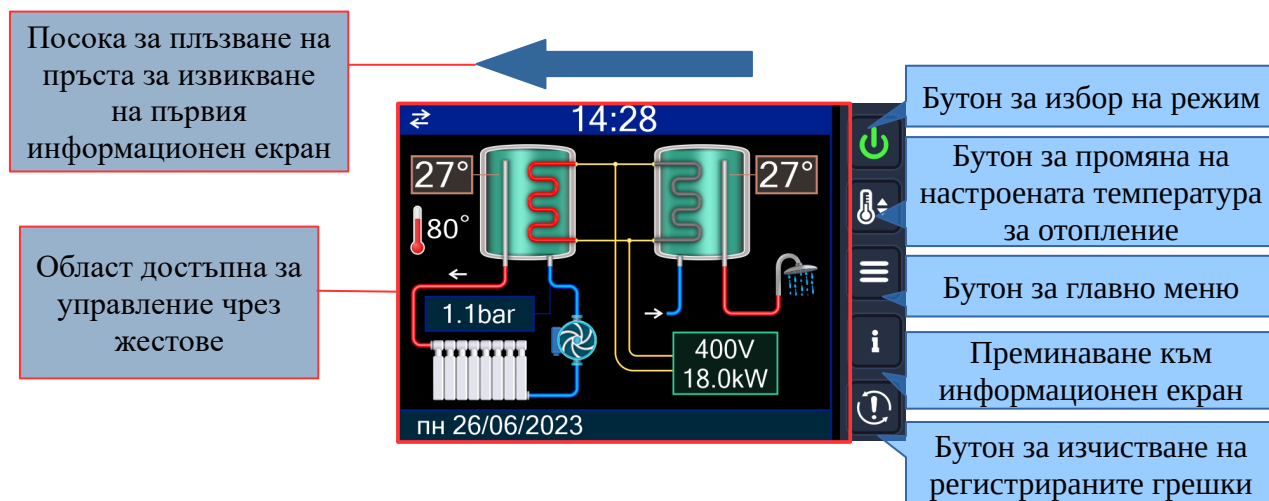 Посока за плъзване на
пръста за извикване
на първия
информационен екран
Област достъпна за
управление чрез
жестове
14:28
27°
27°
80°
1.1bar
400V
18.0kW
пн 26/06/2023
Бутон за избор на режим
Бутон за промяна на
настроената температура
за отопление
Бутон за главно меню
Преминаване към
информационен екран
Бутон за изчистване на
регистрираните грешки